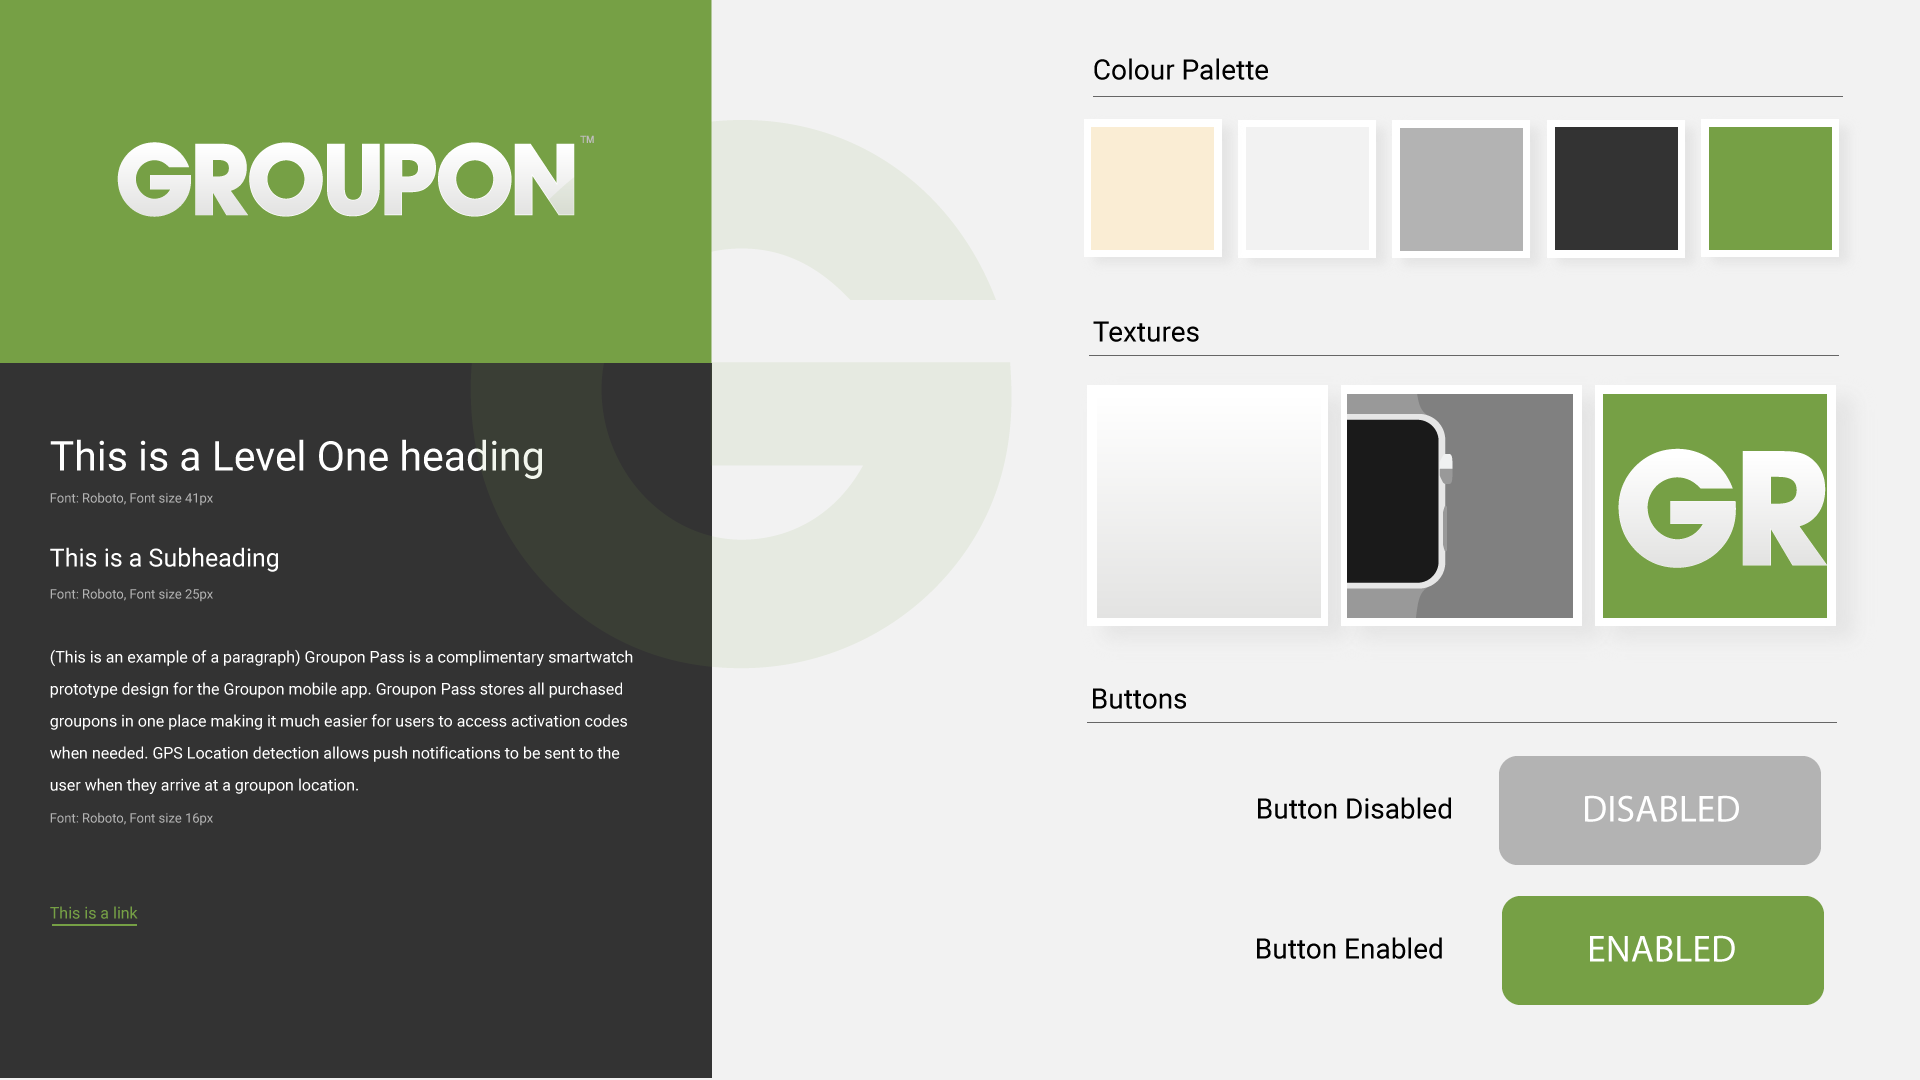 GROUPON™
This is a Level One heading
Font: Roboto, Font size 41px
This is a Subheading
Font: Roboto, Font size 25px
(This is an example of a paragraph) Groupon Pass is a complimentary smartwatch
prototype design for the Groupon mobile app. Groupon Pass stores all purchased
groupons in one place making it much easier for users to access activation codes
when needed. GPS Location detection allows push notifications to be sent to the
user when they arrive at a groupon location.
Font: Roboto, Font size 16px
This is a link
G
Colour Palette
Textures
GR
Buttons
Button Disabled
DISABLED
Button Enabled
ENABLED